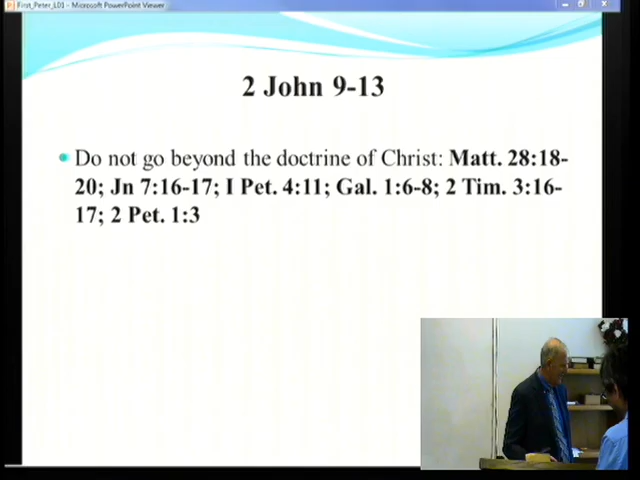 First_Peter_L01 - Microsoft PowerPoint Viewer
2 John 9-13
Do not go beyond the doctrine of Christ: Matt. 28:18-
20; Jn 7:16-17; I Pet. 4:11; Gal. 1:6-8; 2 Tim. 3:16-
17; 2 Pet. 1:3